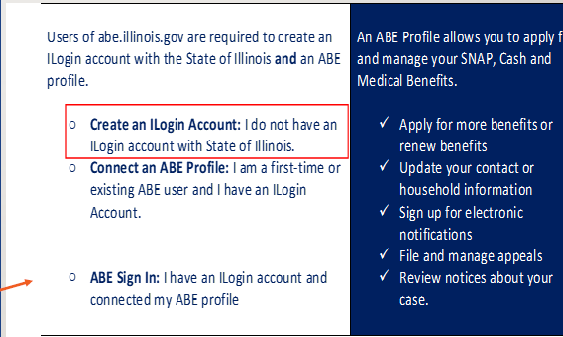 Users of abe.illinois.gov are required to create an
ILogin account with the State of Illinois and an ABE
profile.
o Create an ILogin Account: I do not have an
ILogin account with State of Illinois.
o Connect an ABE Profile: I am a first-time or
existing ABE user and I have an ILogin
Account.
o ABE Sign In: I have an ILogin account and
connected my ABE profile
An ABE Profile allows you to apply f
and manage your SNAP, Cash and
Medical Benefits.
✓ Apply for more benefits or
renew benefits
✓ Update your contact or
household information
✓ Sign up for electronic
notifications
✓ File and manage appeals
✓ Review notices about your
case.